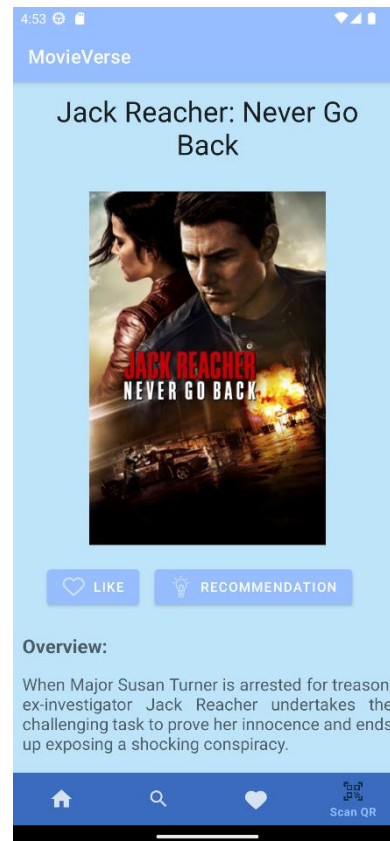 4:53
MovieVerse
Jack Reacher: Never Go
Back
JACK REACHER
NEVER GO BACK
LIKE
RECOMMENDATION
Overview:
When Major Susan Turner is arrested for treason,
ex-investigator Jack Reacher undertakes the
challenging task to prove her innocence and ends
up exposing a shocking conspiracy.
Scan QR